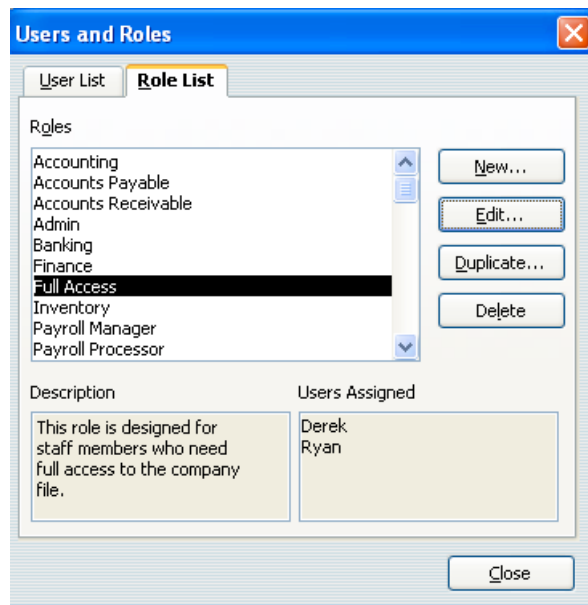 Users and Roles
User List
Role List
Roles
Accounting
Accounts Payable
Accounts Receivable
Admin
Banking
Finance
Full Access
Inventory
Payroll Manager
Payroll Processor
New...
Edit...
Duplicate...
Delete
Description
This role is designed for
staff members who need
full access to the company
file.
Users Assigned
Derek
Ryan
Close